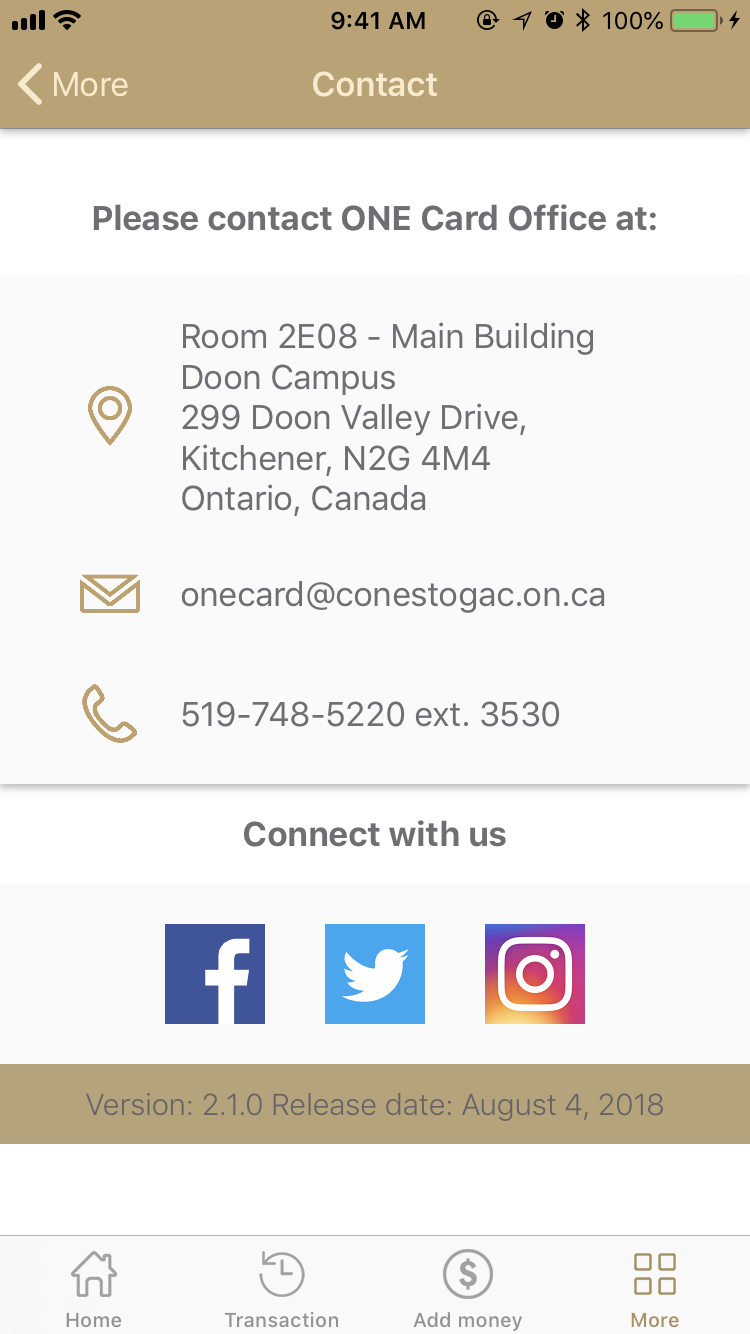 9:41 AM 100%
More Contact
Please contact ONE Card Office at:
Room 2E08 - Main Building
Doon Campus
299 Doon Valley Drive,
Kitchener, N2G 4M4
Ontario, Canada
onecard@conestogac.on.ca
519-748-5220 ext. 3530
Connect with us
Version: 2.1.0 Release date: August 4, 2018
Home Transaction Add money More